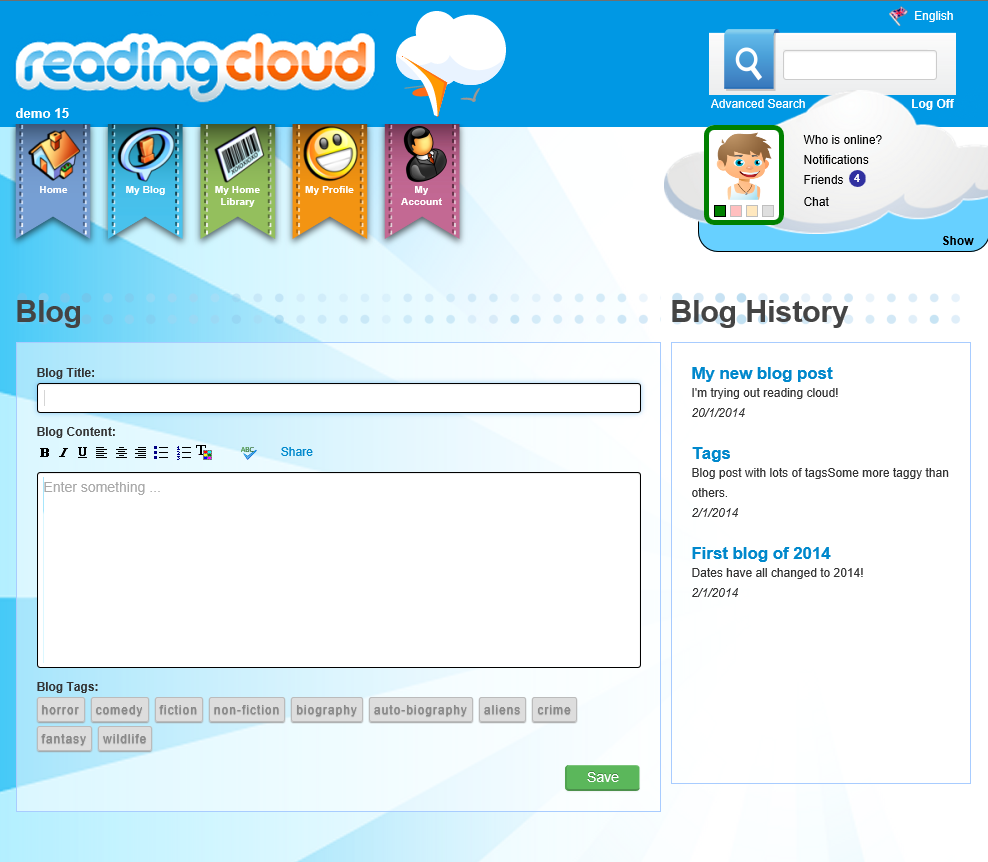 English
readingcloud
demo 15
Advanced Search Log Off
Home
My Blog
My Home
Library
My Profile
My
Account
Who is online?
Notifications
Friends 4
Chat
Show
Blog
Blog Title:
Blog Content:
B I U ABC Share
Enter something ...
Blog Tags:
horror comedy fiction non-fiction biography auto-biography aliens crime
fantasy wildlife
Save
Blog History
My new blog post
I'm trying out reading cloud!
20/1/2014
Tags
Blog post with lots of tagsSome more taggy than
others.
2/1/2014
First blog of 2014
Dates have all changed to 2014!
2/1/2014